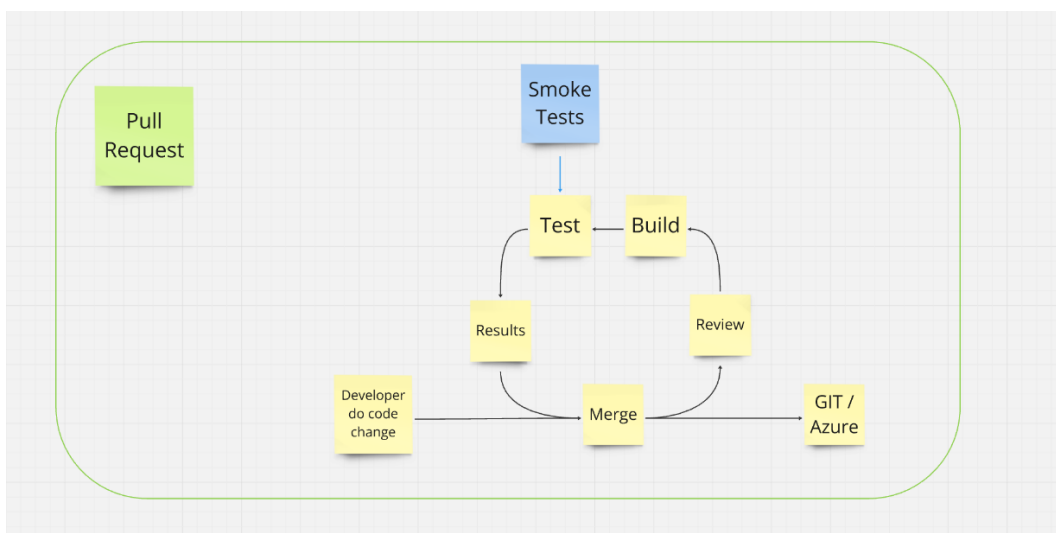 Smoke
Tests
Pull
Request
Test
Build
Results
Review
Developer
do code
change
Merge
GIT /
Azure